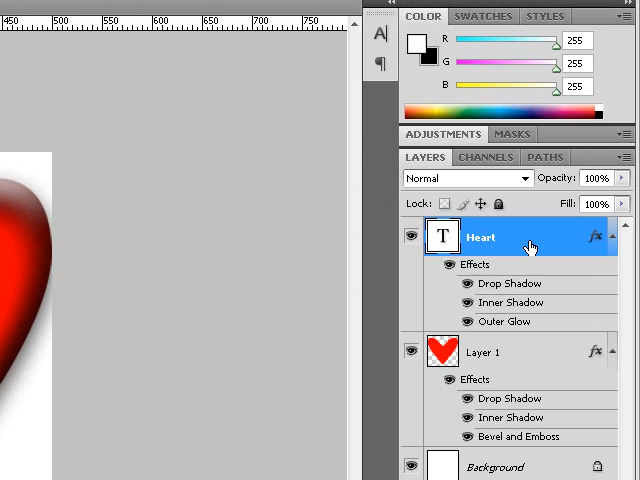 450 500 550 600 650 700 750
A
¶
COLOR SWATCHES STYLES
R 255
G 255
B 255
ADJUSTMENTS MASKS
LAYERS CHANNELS PATHS
Normal Opacity: 100%
Lock: Fill: 100%
T Heart fx
Effects
Drop Shadow
Inner Shadow
Outer Glow
Layer 1 fx
Effects
Drop Shadow
Inner Shadow
Bevel and Emboss
Background